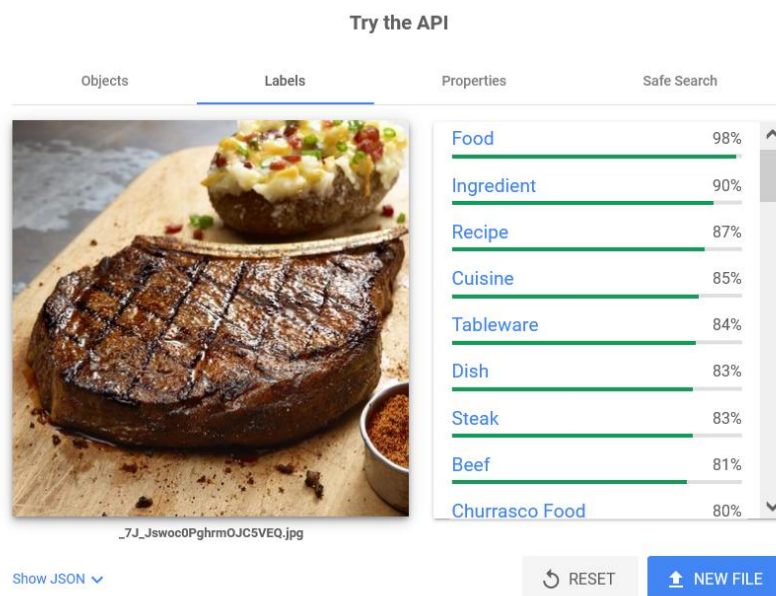 Try the API
Objects Labels Properties Safe Search
Food 98%
Ingredient 90%
Recipe 87%
Cuisine 85%
Tableware 84%
Dish 83%
Steak 83%
Beef 81%
Churrasco Food 80%
_7J_Jswoc0PghrmOJC5VEQ.jpg
Show JSON
RESET
NEW FILE